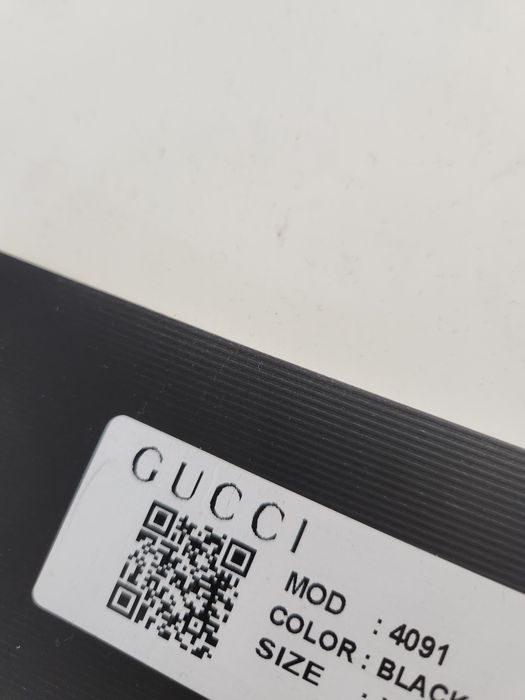 GUCCI
MOD : 4091
COLOR : BLACK
SIZE :